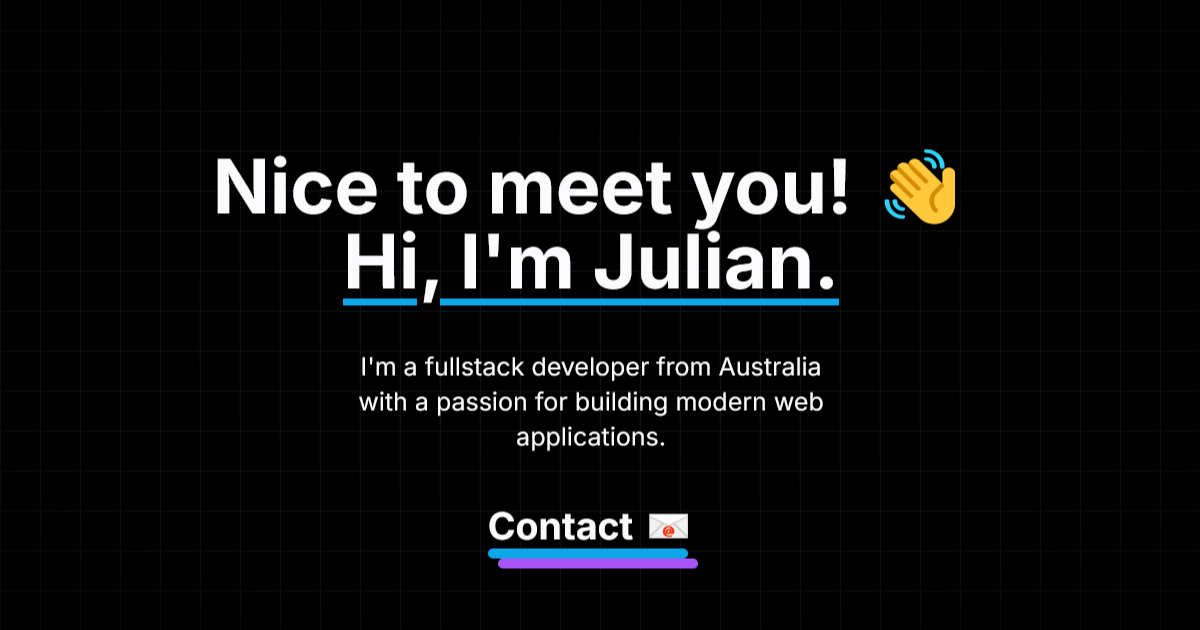 Nice to meet you! 👋
Hi, I'm Julian.
I'm a fullstack developer from Australia
with a passion for building modern web
applications.
Contact 📧